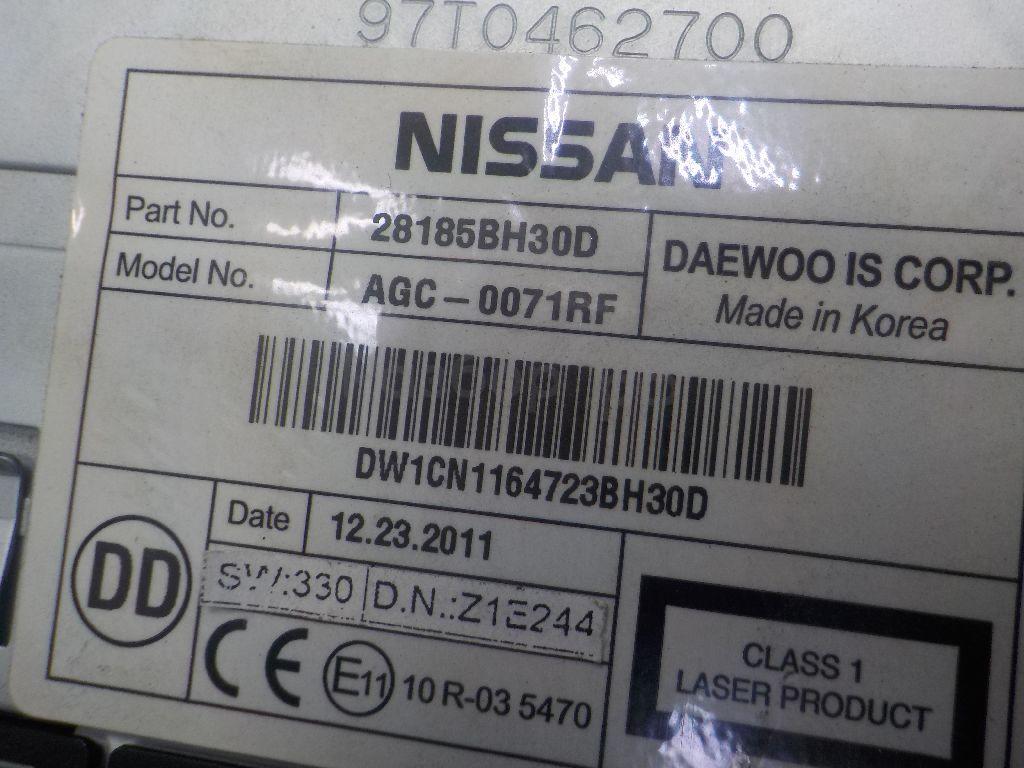 97T0462700
NISSAN
Part No. 28185BH30D
Model No. AGC-0071RF
DAEWOO IS CORP.
Made in Korea
DW1CN1164723BH30D
DD
Date 12.23.2011
SW:330 D.N.:Z1E244
CE E11 10 R-03 5470
CLASS 1
LASER PRODUCT